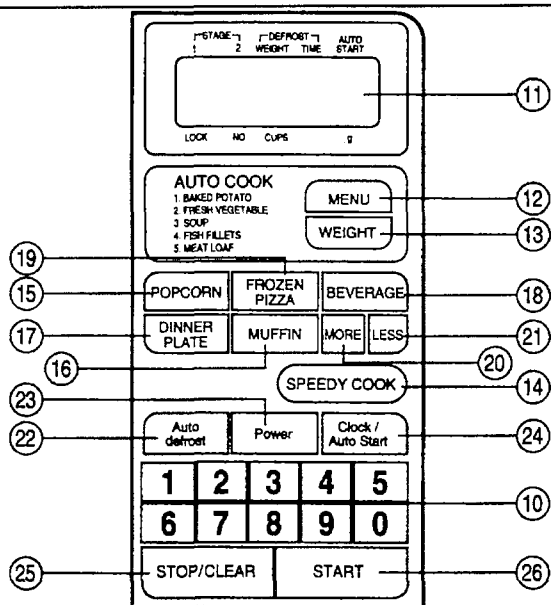 STAGE DEFROST AUTO
1 2 WEIGHT TIME START
11
LOCK NO CUPS g
AUTO COOK
1. BAKED POTATO
2. FRESH VEGETABLE
3 SOUP
4. FISH FILLETS
5. MEAT LOAF
MENU
12
WEIGHT
13
19
15
POPCORN
FROZEN
PIZZA
BEVERAGE
18
17
DINNER
PLATE
MUFFIN
MORE
LESS
21
16
20
SPEEDY COOK
14
23
22
Auto
defrost
Power
Clock /
Auto Start
24
1 2 3 4 5
10
6 7 8 9 0
25
STOP/CLEAR
START
26